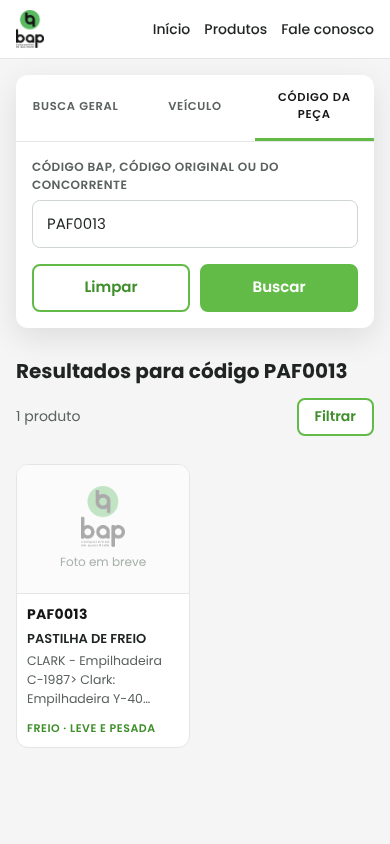 bap
Início Produtos Fale conosco
BUSCA GERAL
VEÍCULO
CÓDIGO DA
PEÇA
CÓDIGO BAP, CÓDIGO ORIGINAL OU DO
CONCORRENTE
PAF0013
Limpar
Buscar
Resultados para código PAF0013
1 produto
Filtrar
bap
Foto em breve
PAF0013
PASTILHA DE FREIO
CLARK - Empilhadeira
C-1987> Clark:
Empilhadeira Y-40...
FREIO · LEVE E PESADA